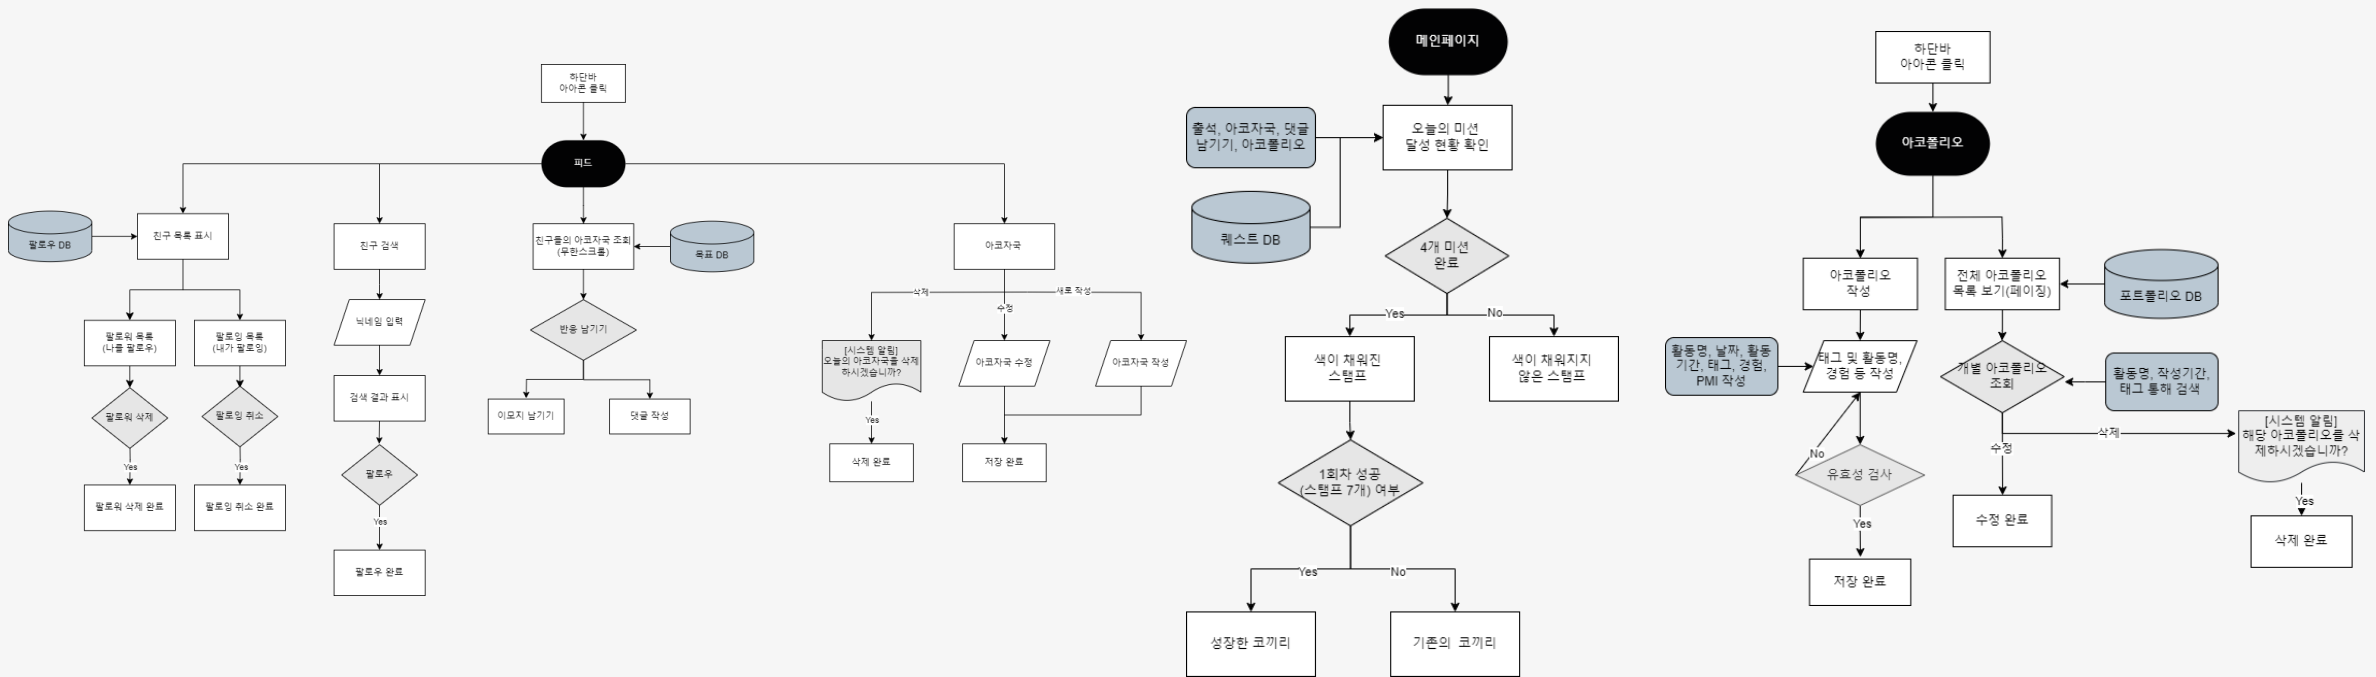 하단바
아아콘 클릭
피드
팔로우 DB
친구 목록 표시
팔로워 목록
(나를 팔로우)
팔로잉 목록
(내가 팔로잉)
팔로워 삭제
팔로잉 취소
Yes
Yes
팔로워 삭제 완료
팔로잉 취소 완료
친구 검색
닉네임 입력
검색 결과 표시
팔로우
Yes
팔로우 완료
친구들의 아코자국 조회
(무한스크롤)
목표 DB
반응 남기기
이모지 남기기
댓글 작성
아코자국
삭제
수정
새로 작성
[시스템 알림]
오늘의 아코자국을 삭제
하시겠습니까?
아코자국 수정
아코자국 작성
Yes
삭제 완료
저장 완료
메인페이지
출석, 아코자국, 댓글
남기기, 아코폴리오
오늘의 미션
달성 현황 확인
퀘스트 DB
4개 미션
완료
Yes
No
색이 채워진
스탬프
색이 채워지지
않은 스탬프
1회차 성공
(스탬프 7개) 여부
Yes
No
성장한 코끼리
기존의 코끼리
하단바
아아콘 클릭
아코폴리오
아코폴리오
작성
전체 아코폴리오
목록 보기(페이징)
포트폴리오 DB
활동명, 날짜, 활동
기간, 태그, 경험,
PMI 작성
태그 및 활동명,
경험 등 작성
개별 아코폴리오
조회
활동명, 작성기간,
태그 통해 검색
No
유효성 검사
Yes
저장 완료
수정
수정 완료
삭제
[시스템 알림]
해당 아코폴리오를 삭
제하시겠습니까?
Yes
삭제 완료